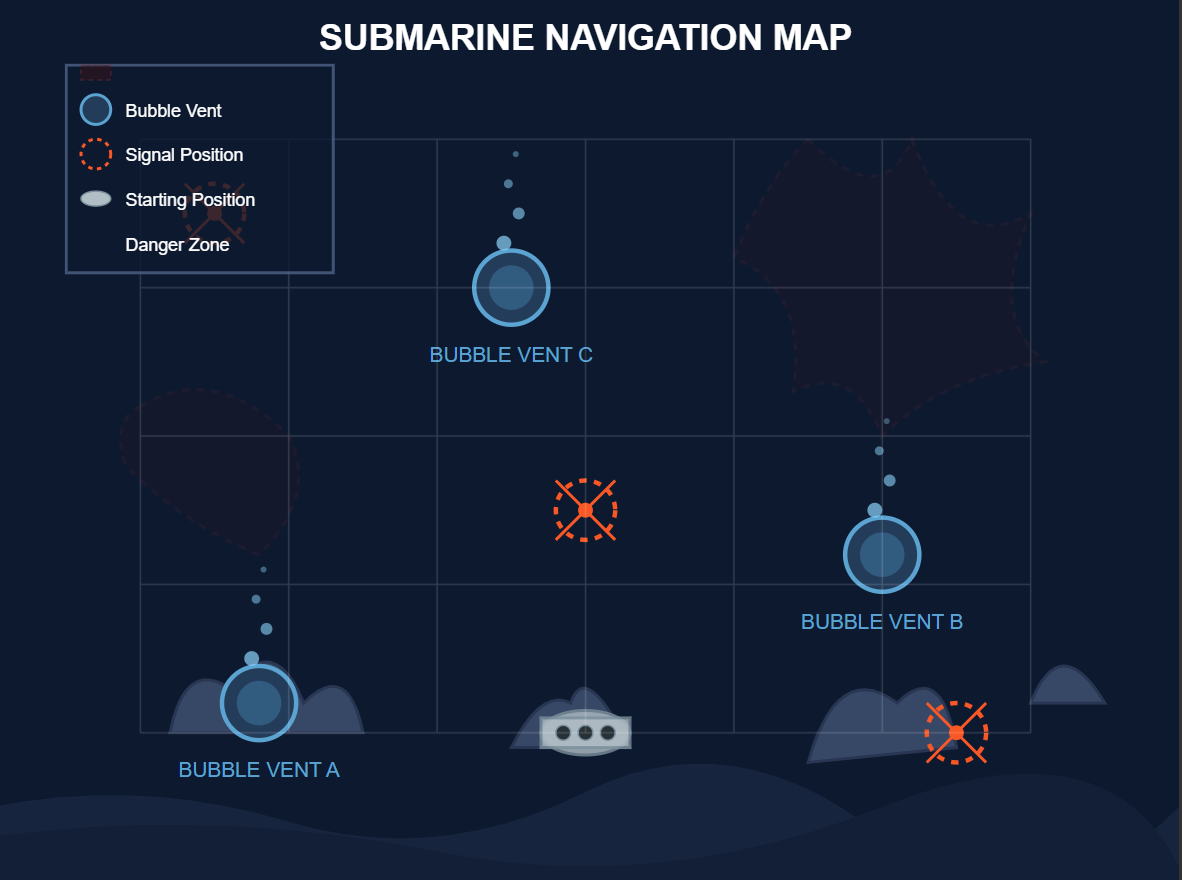 SUBMARINE NAVIGATION MAP
Bubble Vent
Signal Position
Starting Position
Danger Zone
BUBBLE VENT C
BUBBLE VENT B
BUBBLE VENT A